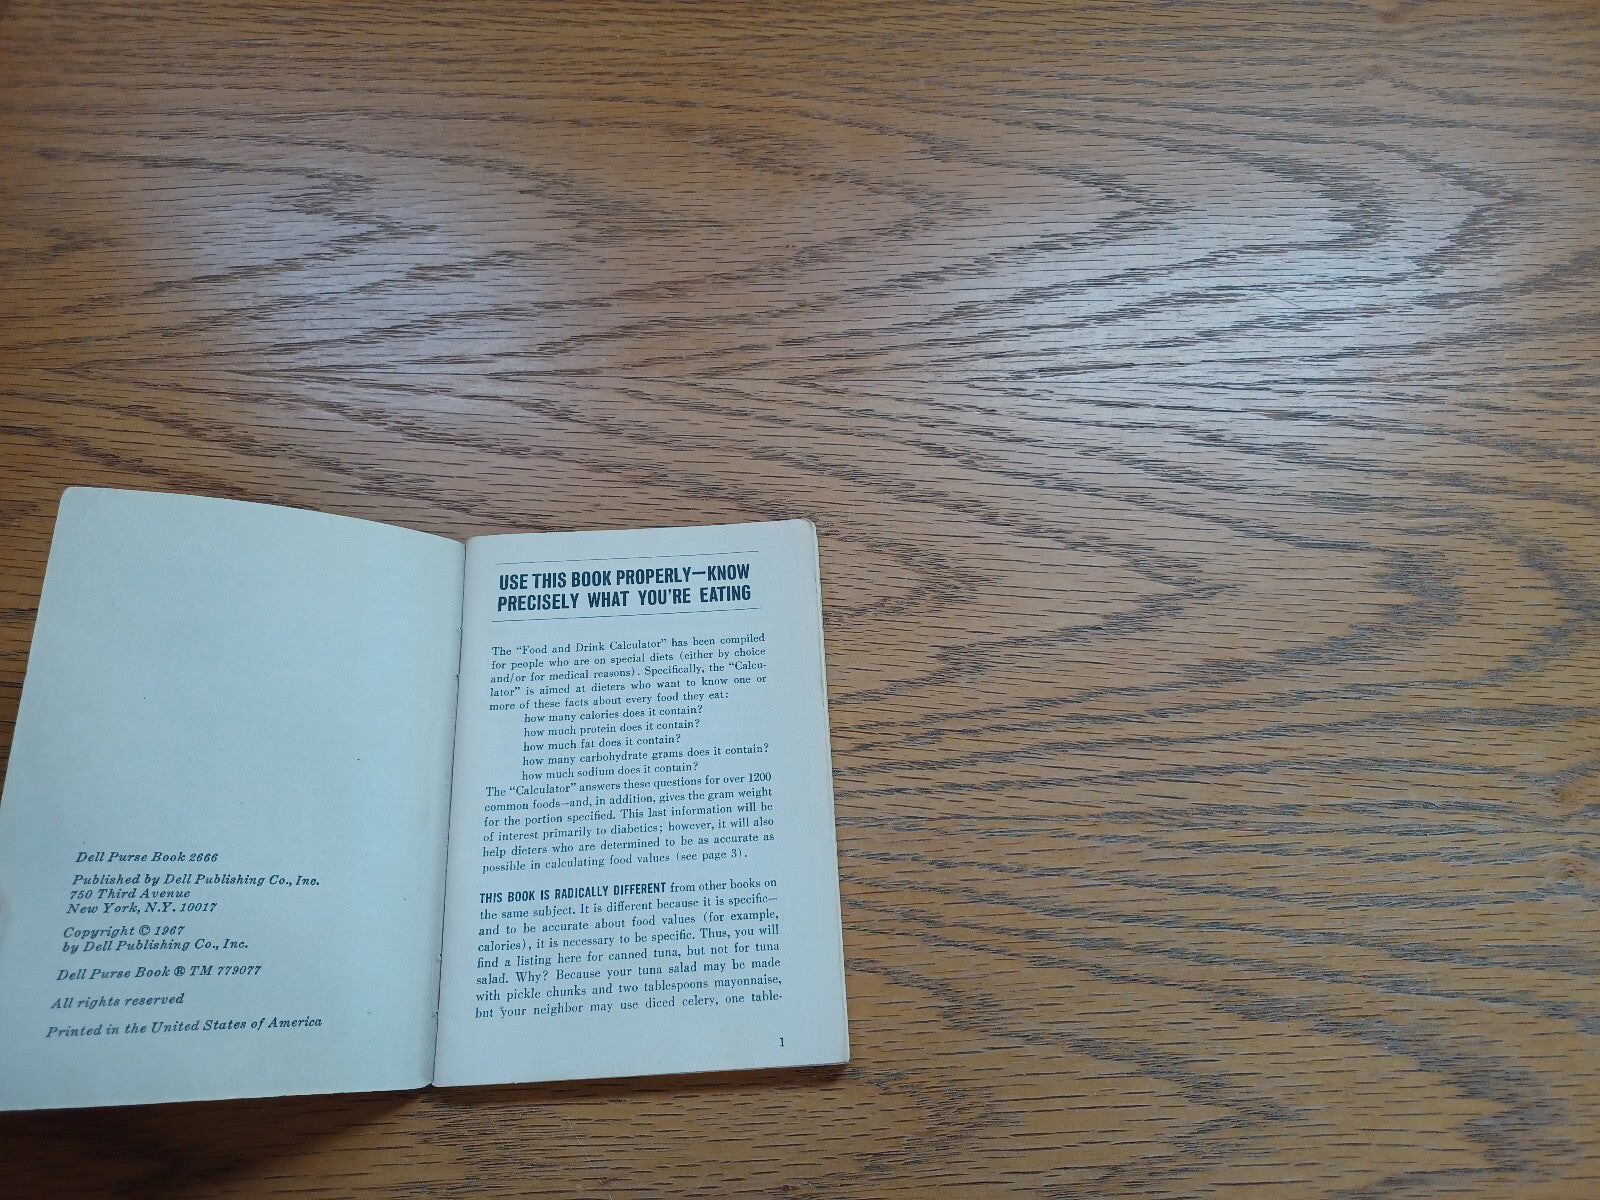 Dell Purse Book 2666
Published by Dell Publishing Co., Inc.
750 Third Avenue
New York, N.Y. 10017
Copyright © 1967
by Dell Publishing Co., Inc.
Dell Purse Book ® TM 779077
All rights reserved
Printed in the United States of America
USE THIS BOOK PROPERLY—KNOW
PRECISELY WHAT YOU'RE EATING
The "Food and Drink Calculator" has been compiled
for people who are on special diets (either by choice
and/or for medical reasons). Specifically, the "Calcu-
lator" is aimed at dieters who want to know one or
more of these facts about every food they eat:
how many calories does it contain?
how much protein does it contain?
how much fat does it contain?
how many carbohydrate grams does it contain?
how much sodium does it contain?
The "Calculator" answers these questions for over 1200
common foods—and, in addition, gives the gram weight
for the portion specified. This last information will be
of interest primarily to diabetics; however, it will also
help dieters who are determined to be as accurate as
possible in calculating food values (see page 3).
THIS BOOK IS RADICALLY DIFFERENT from other books on
the same subject. It is different because it is specific—
and to be accurate about food values (for example,
calories), it is necessary to be specific. Thus, you will
find a listing here for canned tuna, but not for tuna
salad. Why? Because your tuna salad may be made
with pickle chunks and two tablespoons mayonnaise,
but your neighbor may use diced celery, one table-
1